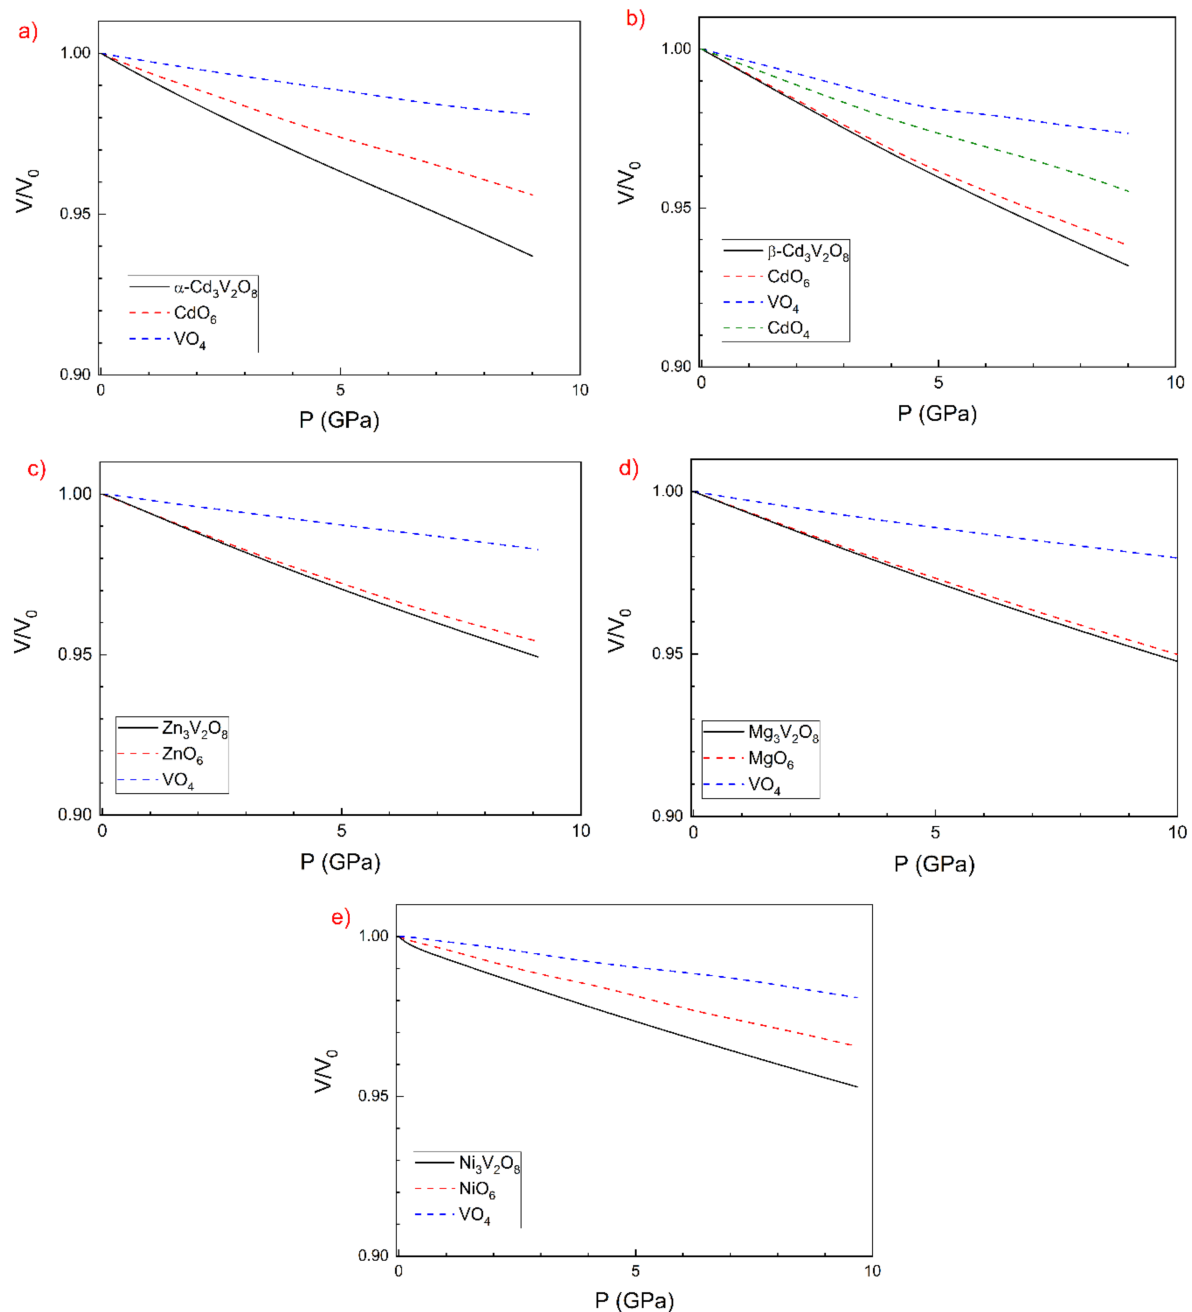 a)
1.00
0.95
0.90
V/V₀
α-Cd₃V₂O₈
CdO₆
VO₄
0 5 10
P (GPa)
b)
1.00
0.95
0.90
V/V₀
β-Cd₃V₂O₈
CdO₆
VO₄
CdO₄
0 5 10
P (GPa)
c)
1.00
0.95
0.90
V/V₀
Zn₃V₂O₈
ZnO₆
VO₄
0 5 10
P (GPa)
d)
1.00
0.95
0.90
V/V₀
Mg₃V₂O₈
MgO₆
VO₄
0 5 10
P (GPa)
e)
1.00
0.95
0.90
V/V₀
Ni₃V₂O₈
NiO₆
VO₄
0 5 10
P (GPa)